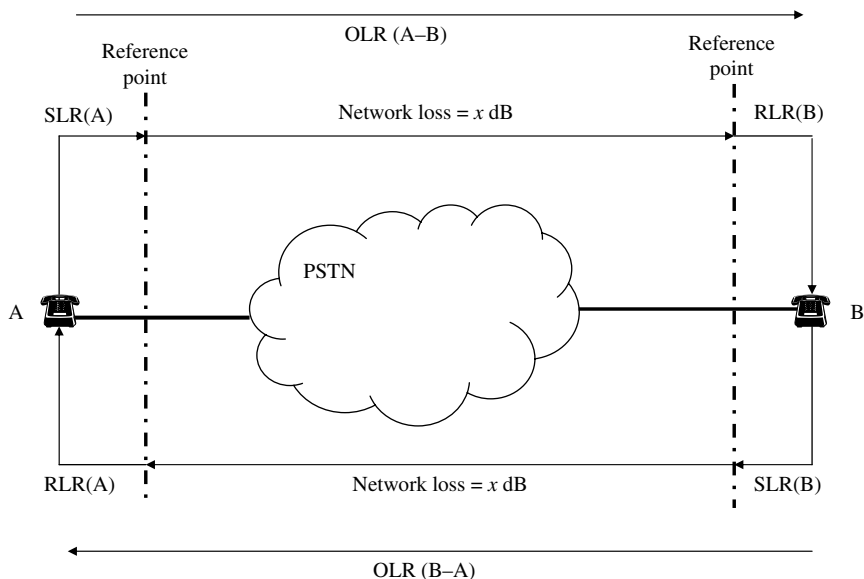 OLR (A–B)
Reference
point
Reference
point
SLR(A)
Network loss = x dB
RLR(B)
PSTN
A
B
RLR(A)
Network loss = x dB
SLR(B)
OLR (B–A)